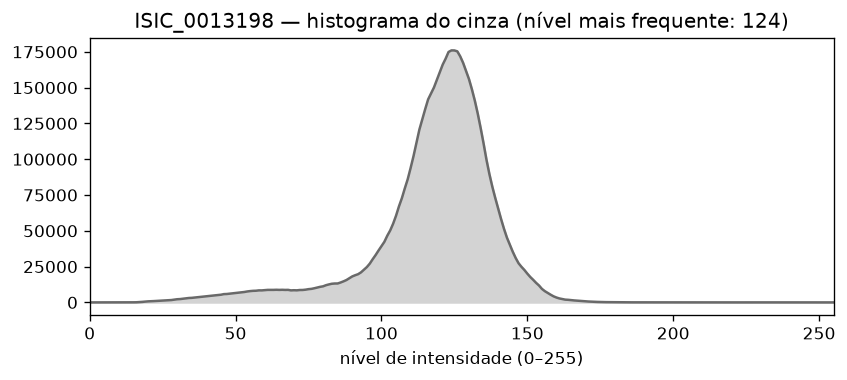 ISIC_0013198 — histograma do cinza (nível mais frequente: 124)
175000
150000
125000
100000
75000
50000
25000
0
0 50 100 150 200 250
nível de intensidade (0–255)